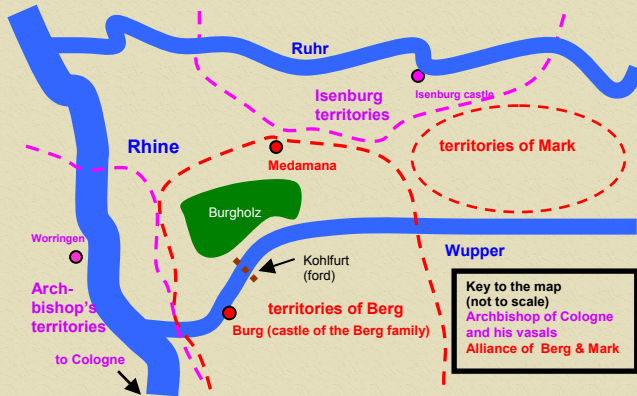 Ruhr
Isenburg castle
Isenburg
territories
Rhine
territories of Mark
Medamana
Burgholz
Worringen
Wupper
Kohlfurt
(ford)
Arch-
bishop's
territories
territories of Berg
Burg (castle of the Berg family)
to Cologne
Key to the map
(not to scale)
Archbishop of Cologne
and his vasals
Alliance of Berg & Mark